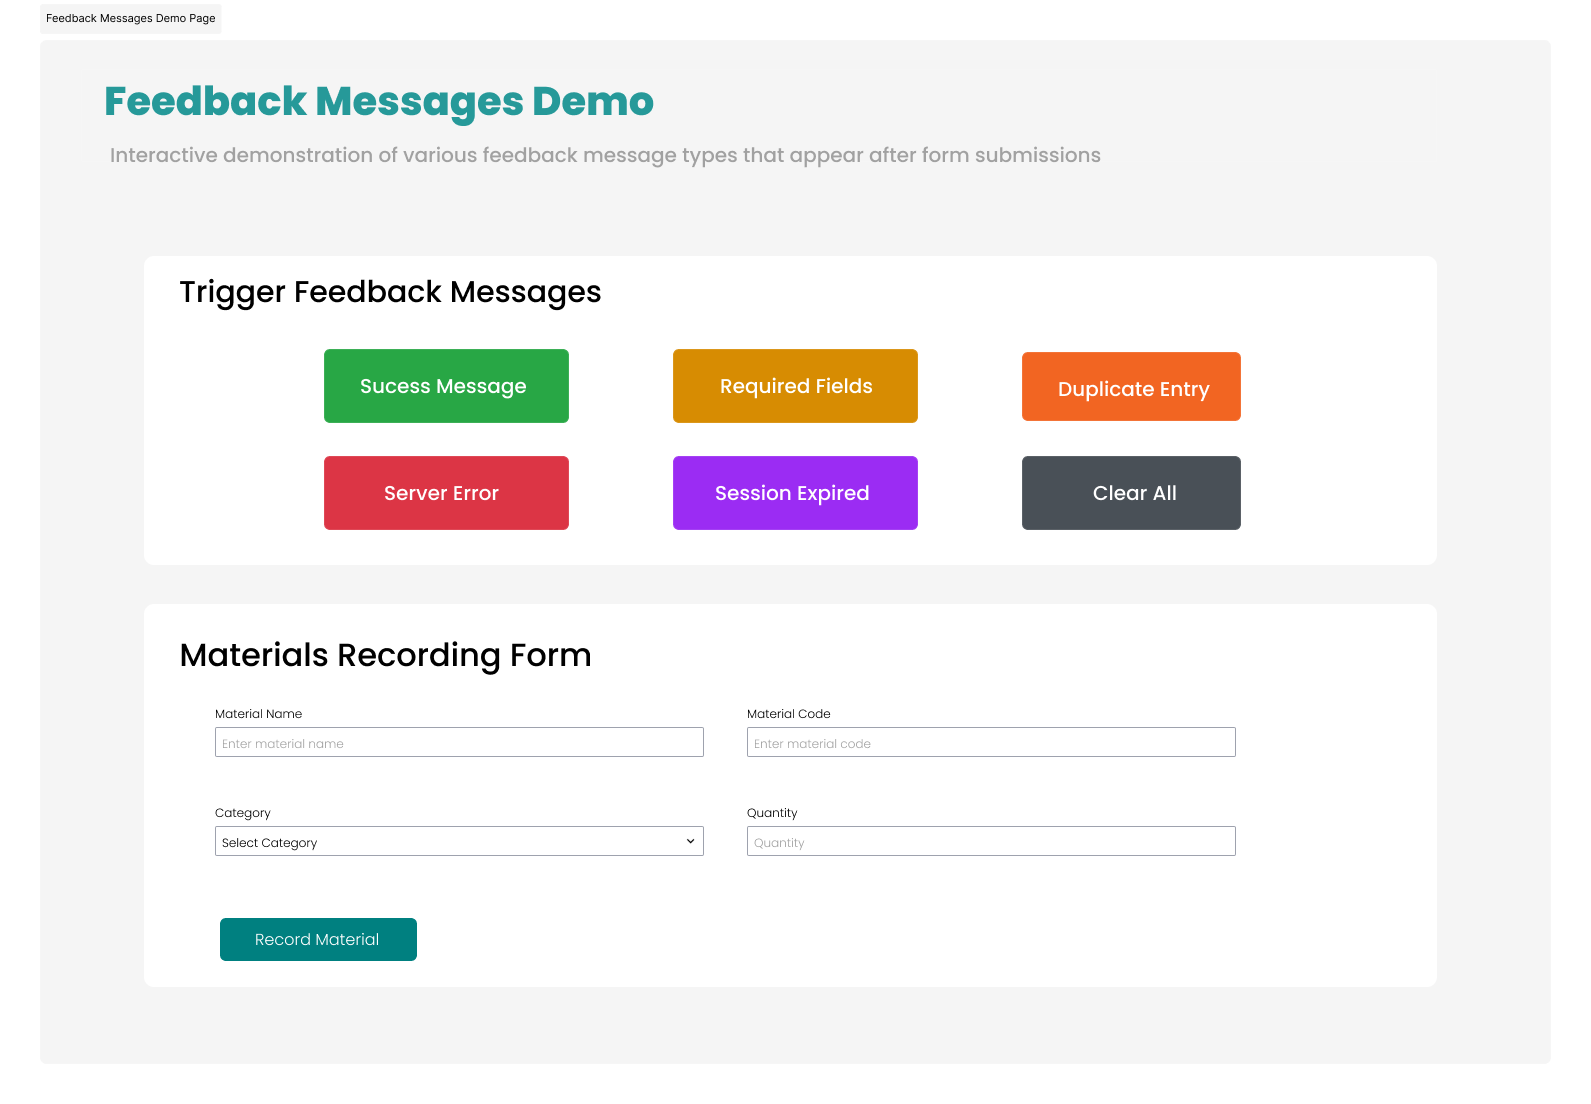 Feedback Messages Demo Page
Feedback Messages Demo
Interactive demonstration of various feedback message types that appear after form submissions
Trigger Feedback Messages
Sucess Message
Required Fields
Duplicate Entry
Server Error
Session Expired
Clear All
Materials Recording Form
Material Name
Material Code
Enter material name
Enter material code
Category
Quantity
Select Category
Quantity
Record Material